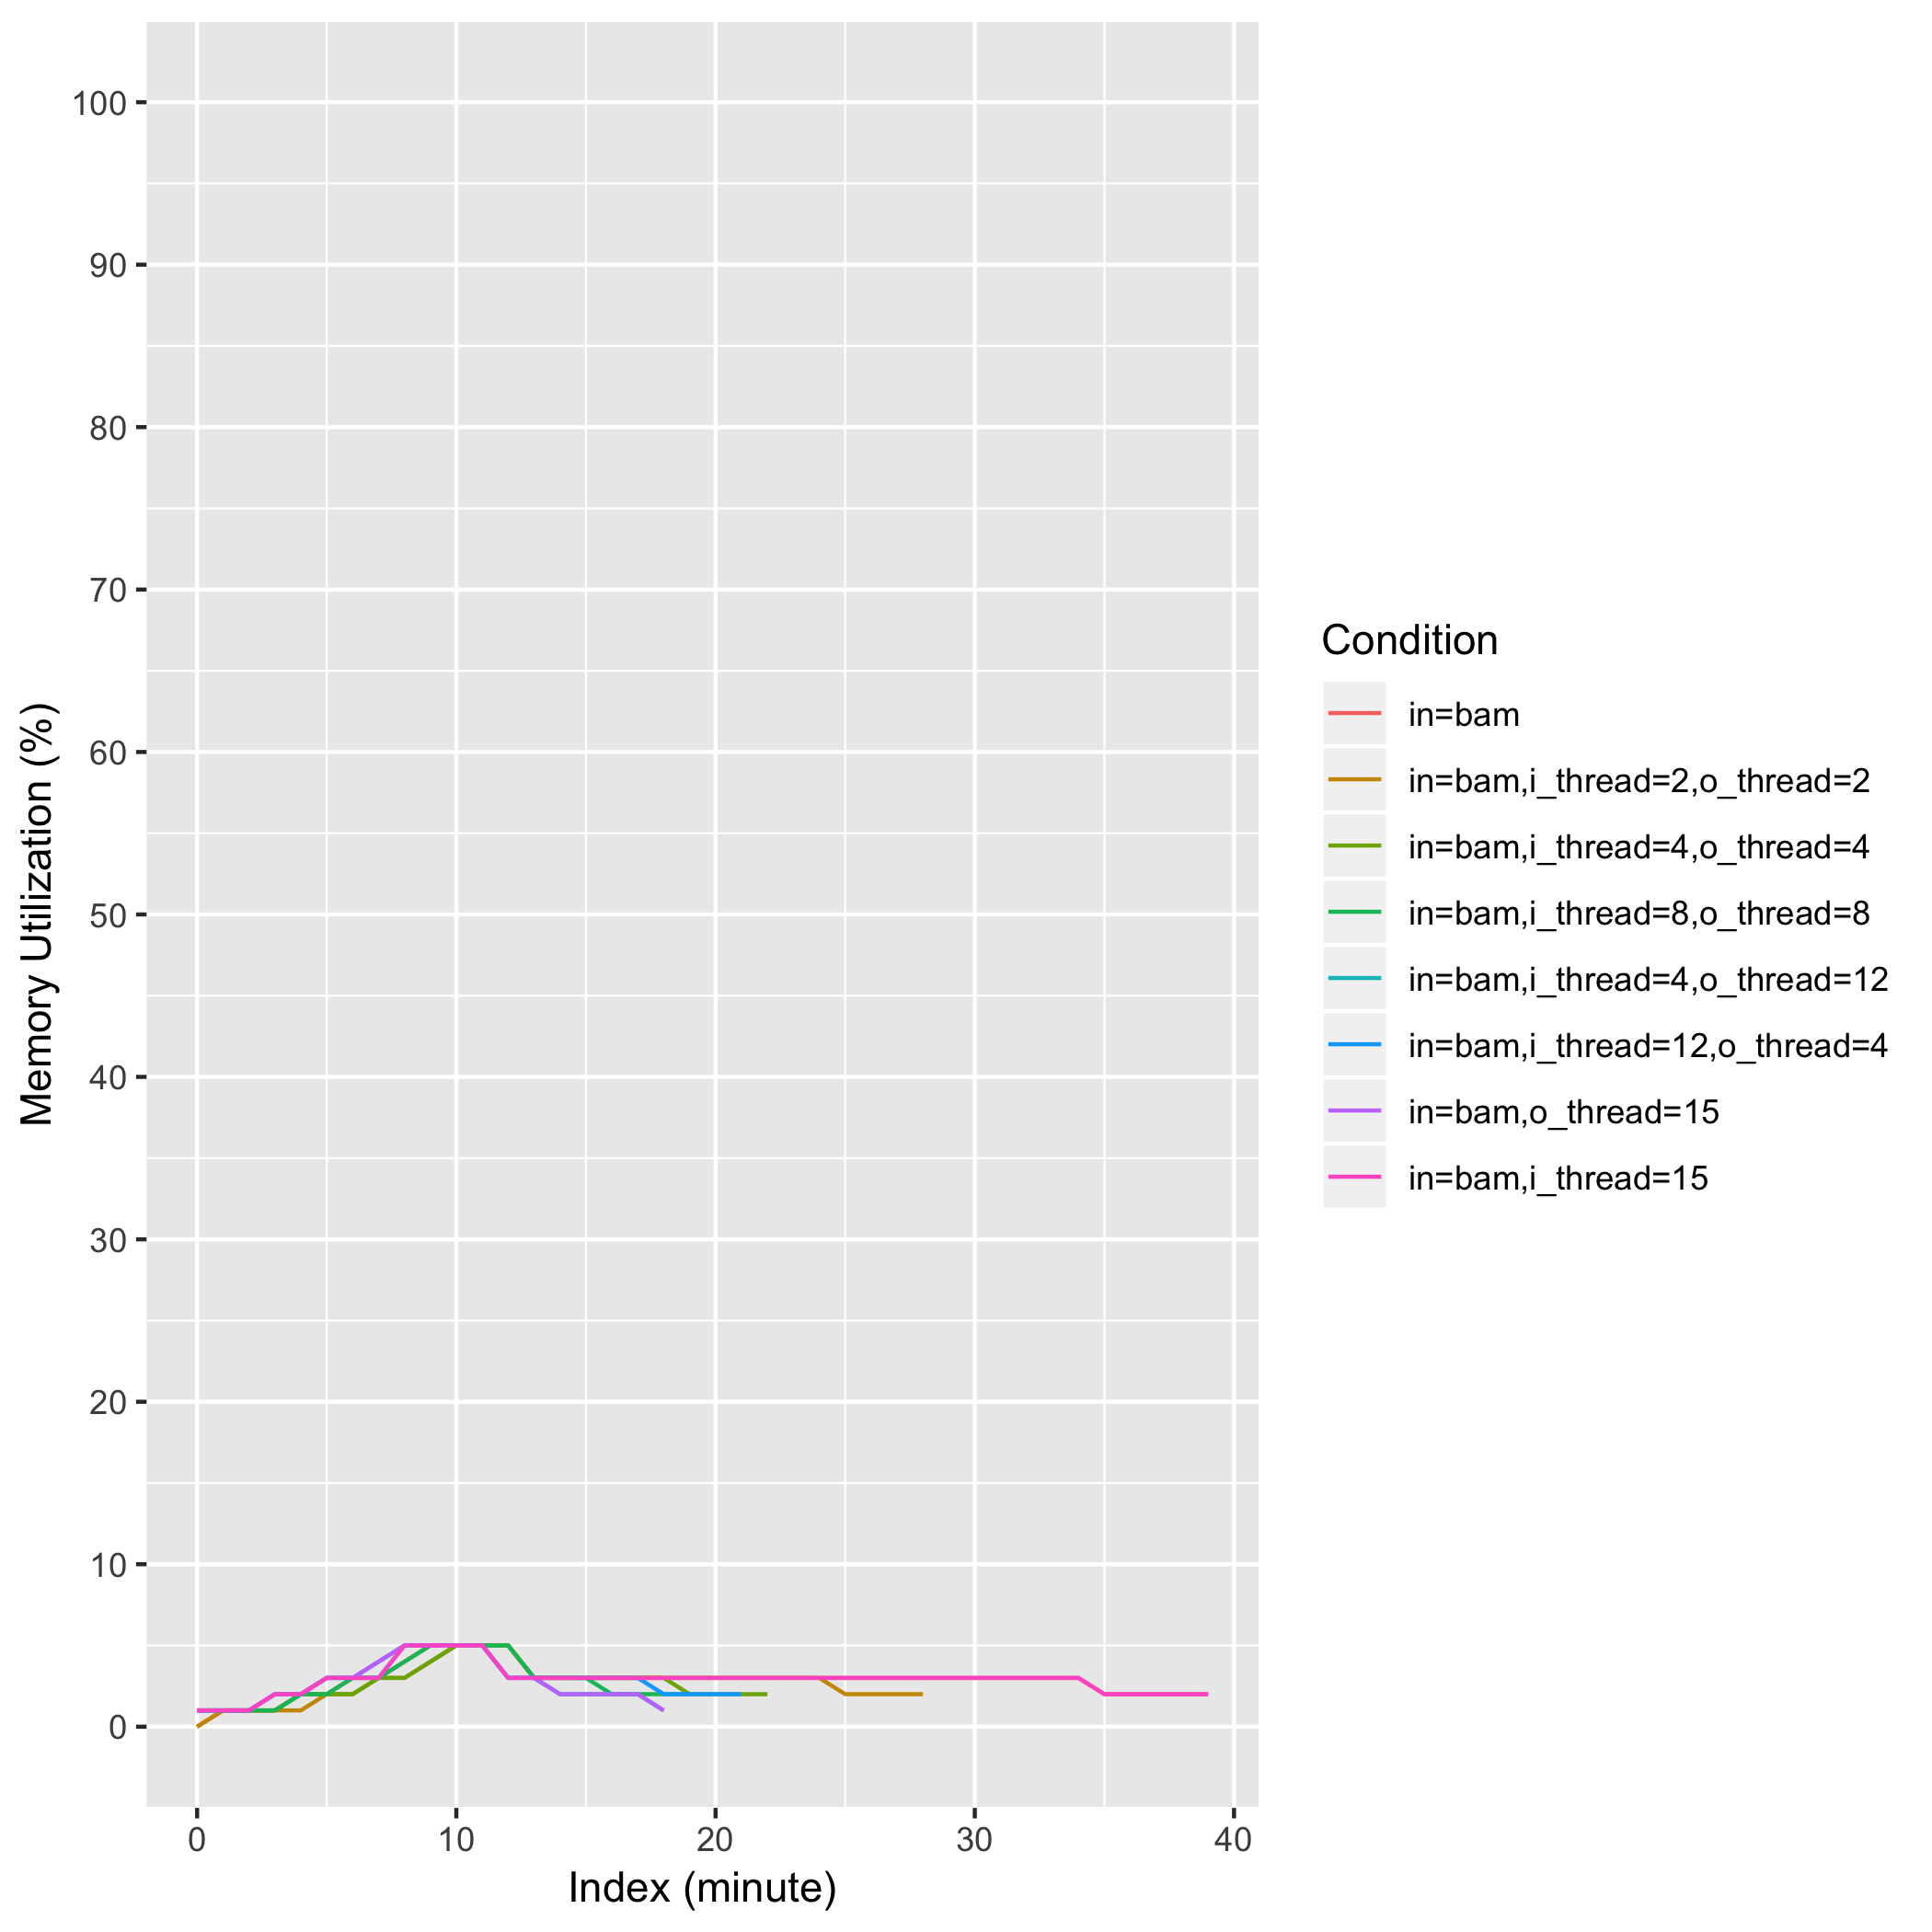 100
90
80
70
60
50
40
30
20
10
0
Memory Utilization (%)
0 10 20 30 40
Index (minute)
Condition
in=bam
in=bam,i_thread=2,o_thread=2
in=bam,i_thread=4,o_thread=4
in=bam,i_thread=8,o_thread=8
in=bam,i_thread=4,o_thread=12
in=bam,i_thread=12,o_thread=4
in=bam,o_thread=15
in=bam,i_thread=15